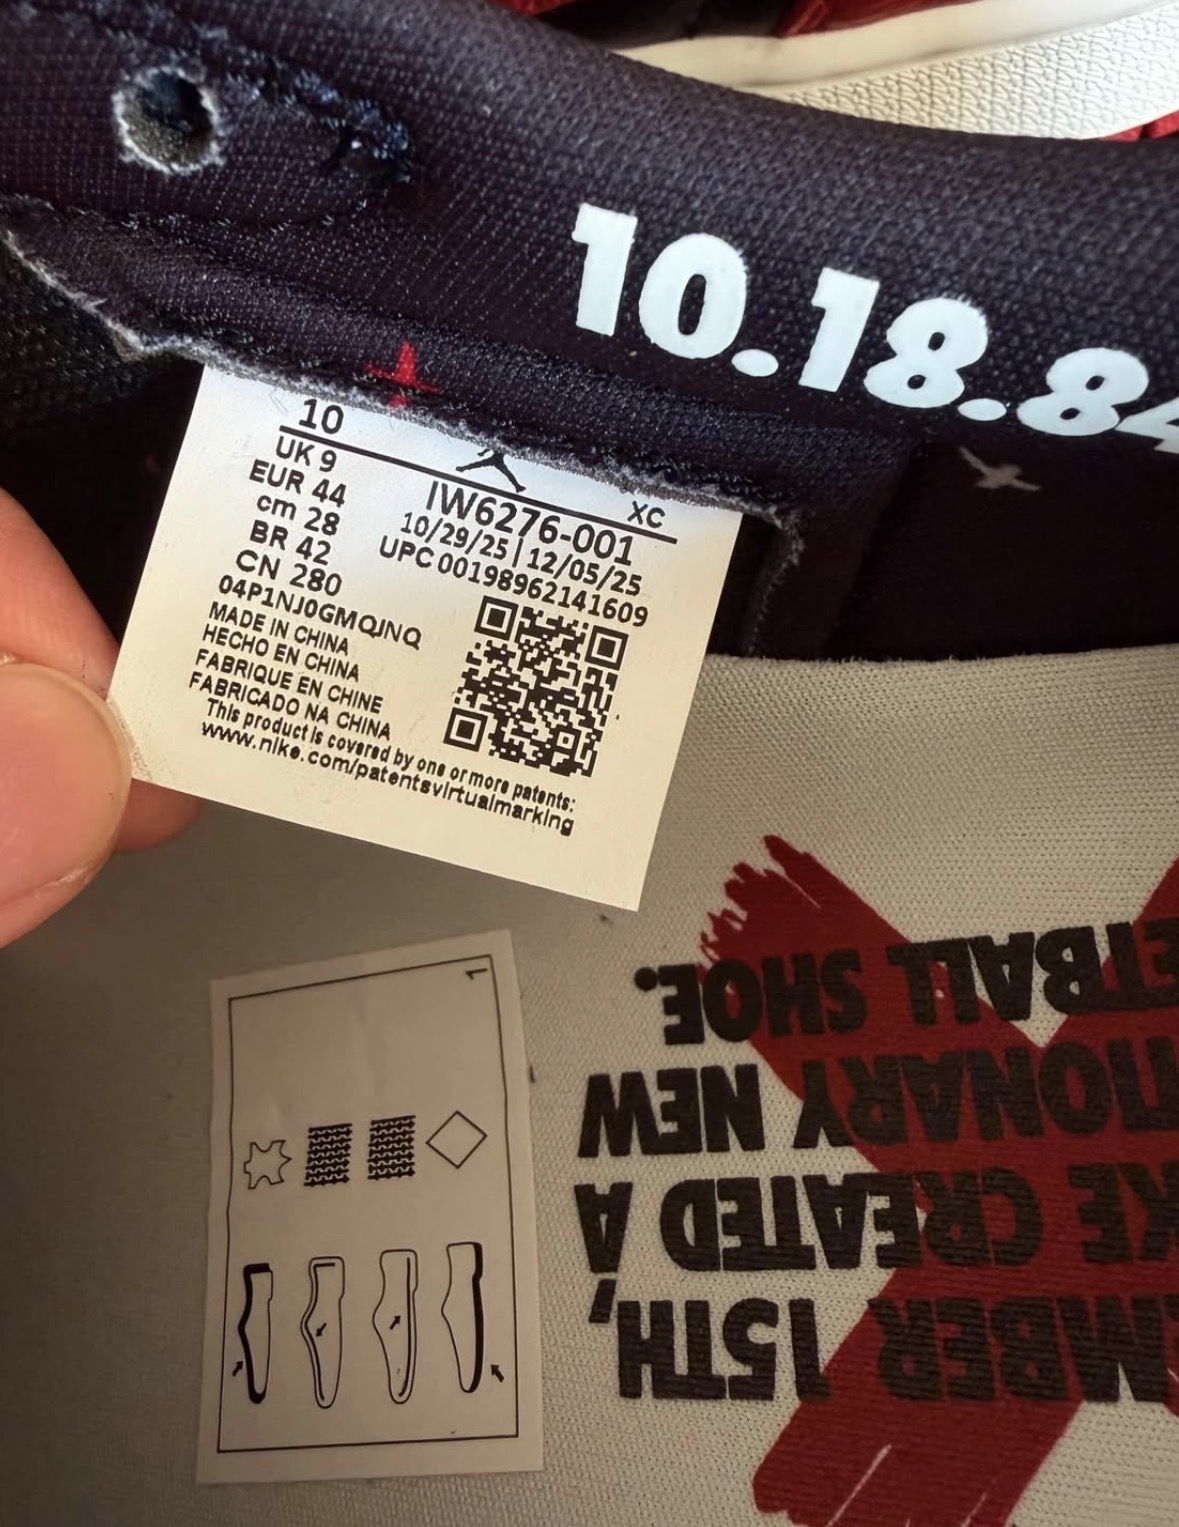 10.18.84
10
UK 9
EUR 44
cm 28
BR 42
CN 280
XC
IW6276-001
10/29/25 | 12/05/25
UPC 00198962141609
04P1NJ0GMQJNQ
MADE IN CHINA
HECHO EN CHINA
FABRIQUE EN CHINE
FABRICADO NA CHINA
This product is covered by one or more patents:
www.nike.com/patentsvirtualmarking
1
EMBER 15TH,
KE CREATED A
TIONARY NEW
ETBALL SHOE.